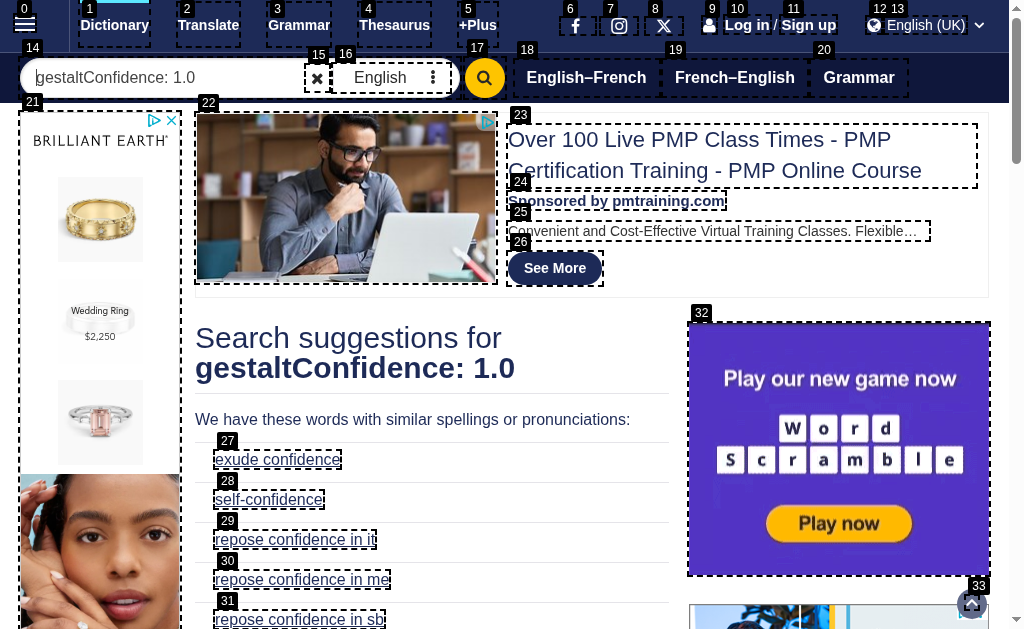 0 1 2 3 4 5 6 7 8 9 10 11 12 13
Dictionary Translate Grammar Thesaurus +Plus Log in / Sign up English (UK)
14 15 16 17 18 19 20
gestaltConfidence: 1.0 English English–French French–English Grammar
21 22 23
BRILLIANT EARTH
Over 100 Live PMP Class Times - PMP
Certification Training - PMP Online Course
24
Sponsored by pmtraining.com
25
Convenient and Cost-Effective Virtual Training Classes. Flexible…
26
See More
Wedding Ring
$2,250
Search suggestions for
gestaltConfidence: 1.0
We have these words with similar spellings or pronunciations:
27
exude confidence
28
self-confidence
29
repose confidence in it
30
repose confidence in me
31
repose confidence in sb
32
Play our new game now
Word
Scramble
Play now
33